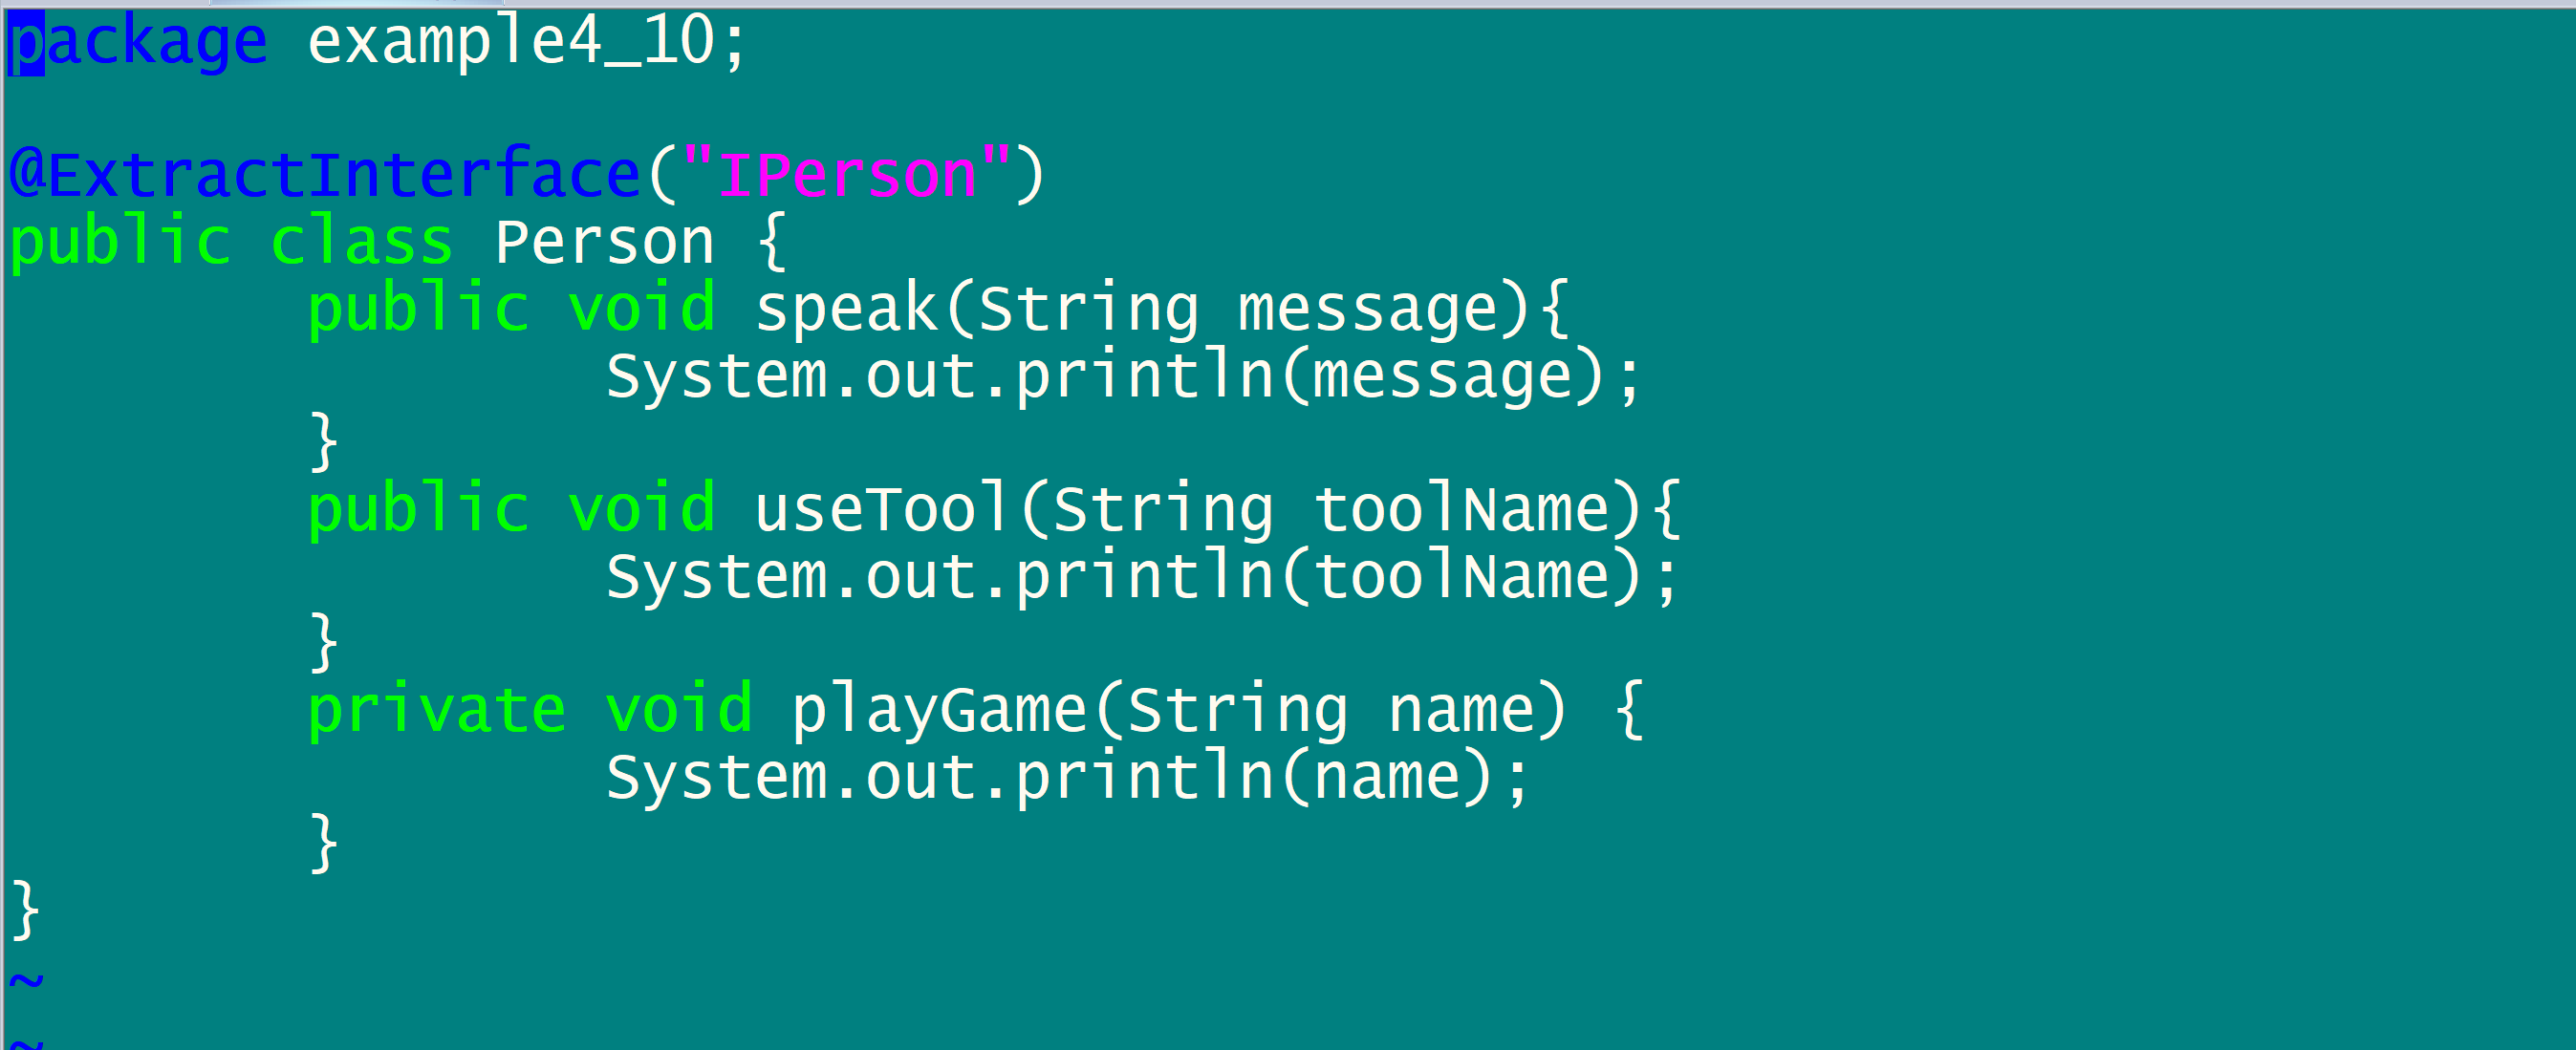 package example4_10;

@ExtractInterface("IPerson")
public class Person {
        public void speak(String message){
                System.out.println(message);
        }
        public void useTool(String toolName){
                System.out.println(toolName);
        }
        private void playGame(String name) {
                System.out.println(name);
        }
}
~
~